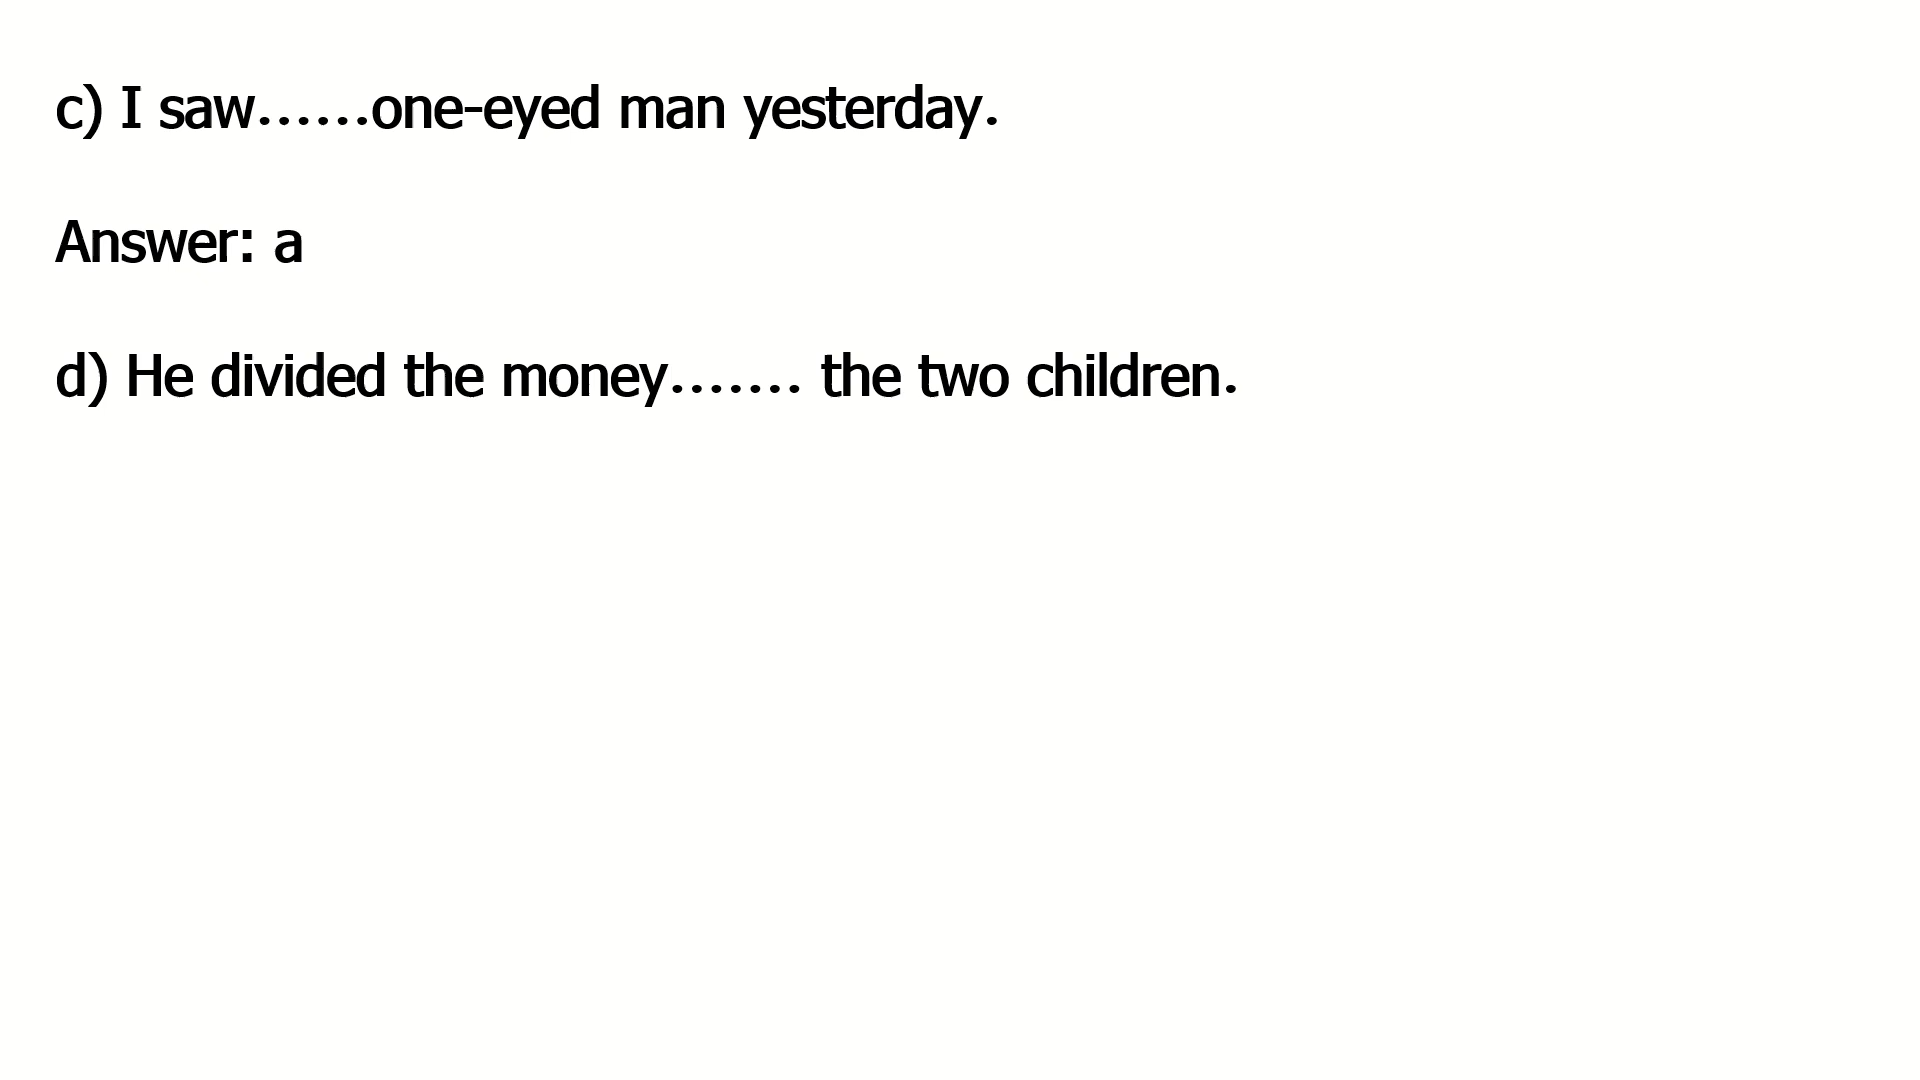 c) I saw......one-eyed man yesterday.
Answer: a
d) He divided the money....... the two children.